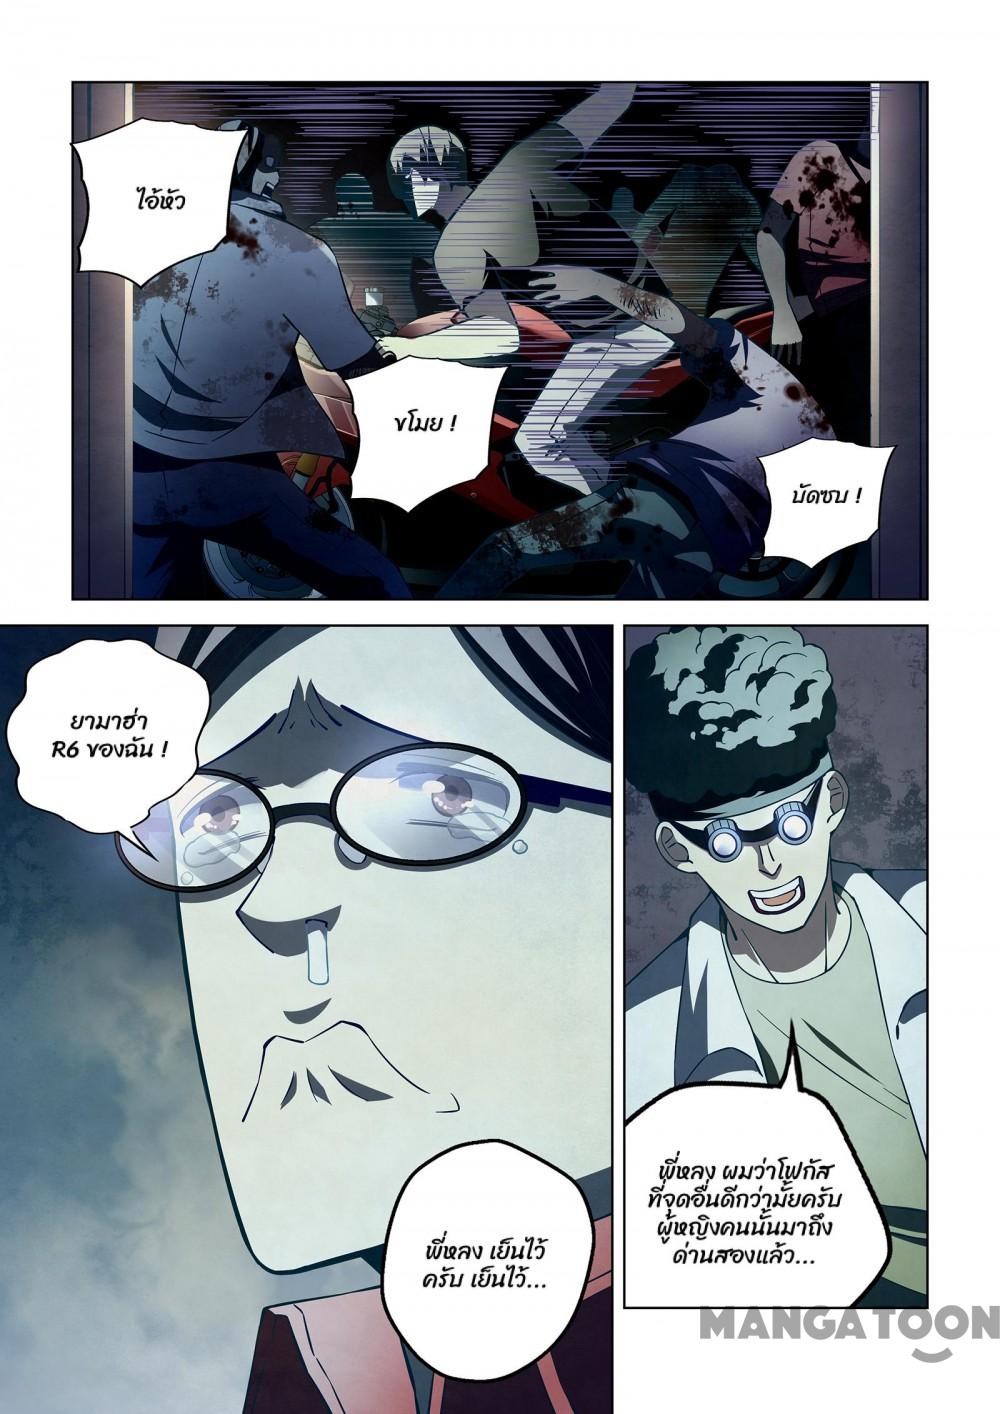 ไอ้หัว
ขโมย !
บัดซบ !
ยามาฮ่า
R6 ของฉัน !
พี่หลง ผมว่าโฟกัส
ที่จุดอื่นดีกว่ามั้ยครับ
ผู้หญิงคนนั้นมาถึง
ด่านสองแล้ว...
พี่หลง เย็นไว้
ครับ เย็นไว้...
MANGATOON